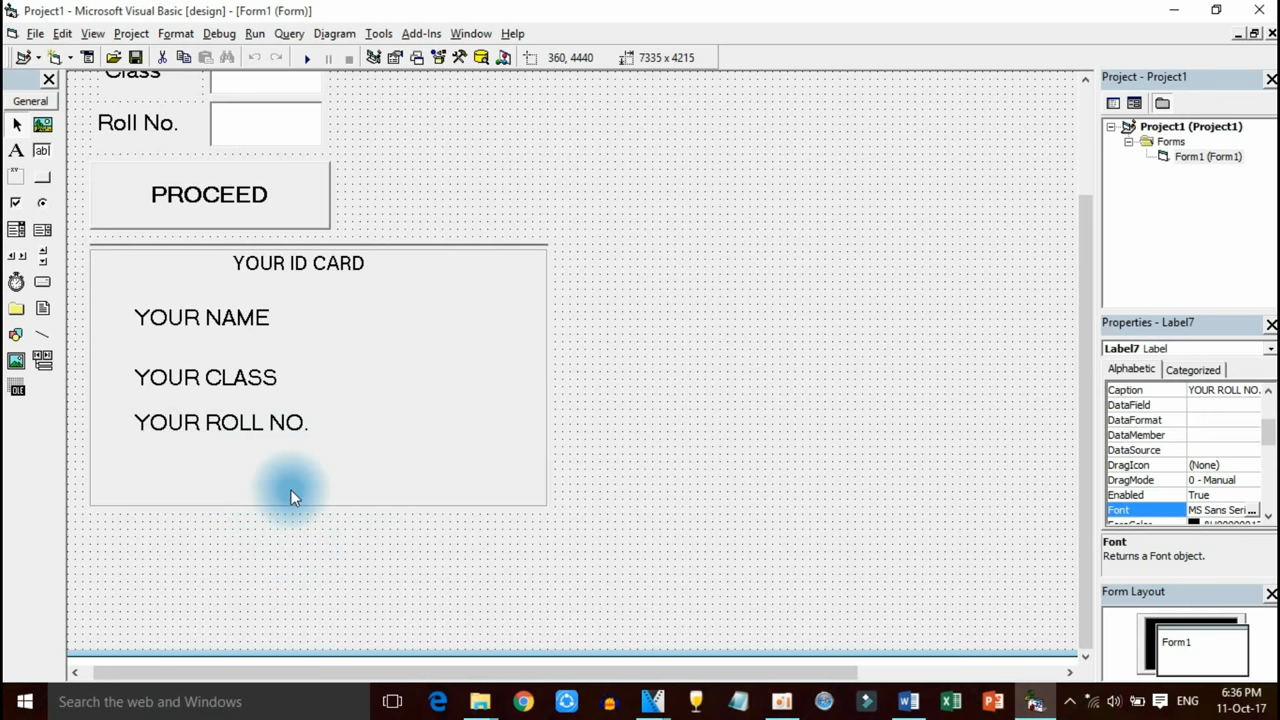 Project1 - Microsoft Visual Basic [design] - [Form1 (Form)]
File Edit View Project Format Debug Run Query Diagram Tools Add-Ins Window Help
360, 4440 7335 x 4215
General
Class
Roll No.
PROCEED
YOUR ID CARD
YOUR NAME
YOUR CLASS
YOUR ROLL NO.
Project - Project1
Project1 (Project1)
Forms
Form1 (Form1)
Properties - Label7
Label7 Label
Alphabetic Categorized
Caption YOUR ROLL NO.
DataField
DataFormat
DataMember
DataSource
DragIcon (None)
DragMode 0 - Manual
Enabled True
Font MS Sans Seri ...
Font
Returns a Font object.
Form Layout
Form1
Search the web and Windows
ENG
6:36 PM
11-Oct-17